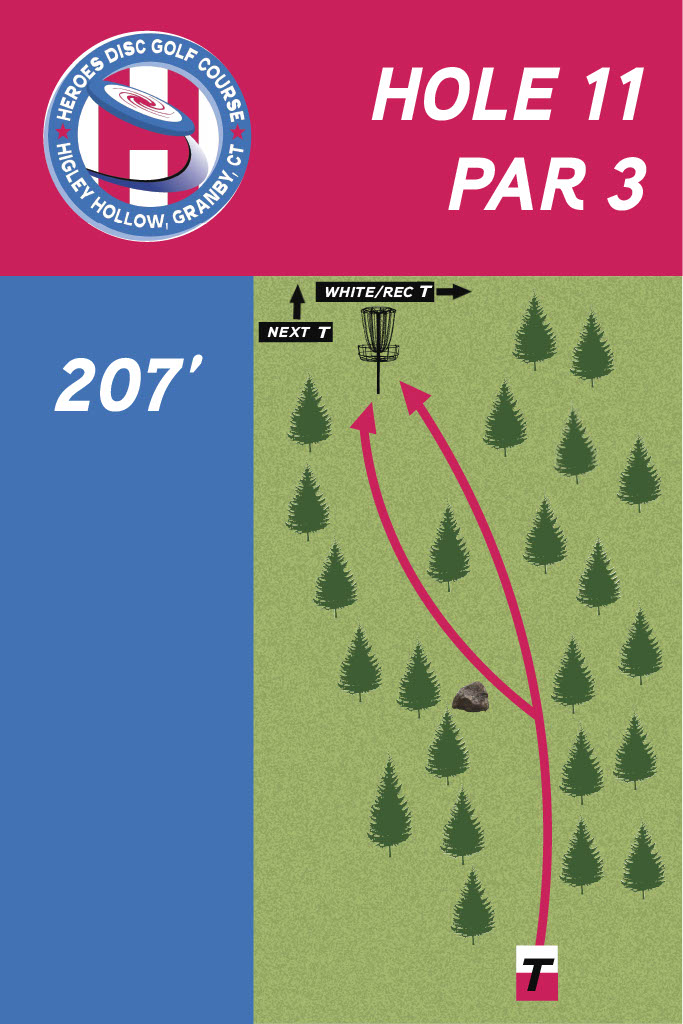 HEROES DISC GOLF COURSE
HIGLEY HOLLOW, GRANBY, CT
HOLE 11
PAR 3
207'
WHITE/REC T
NEXT T
T